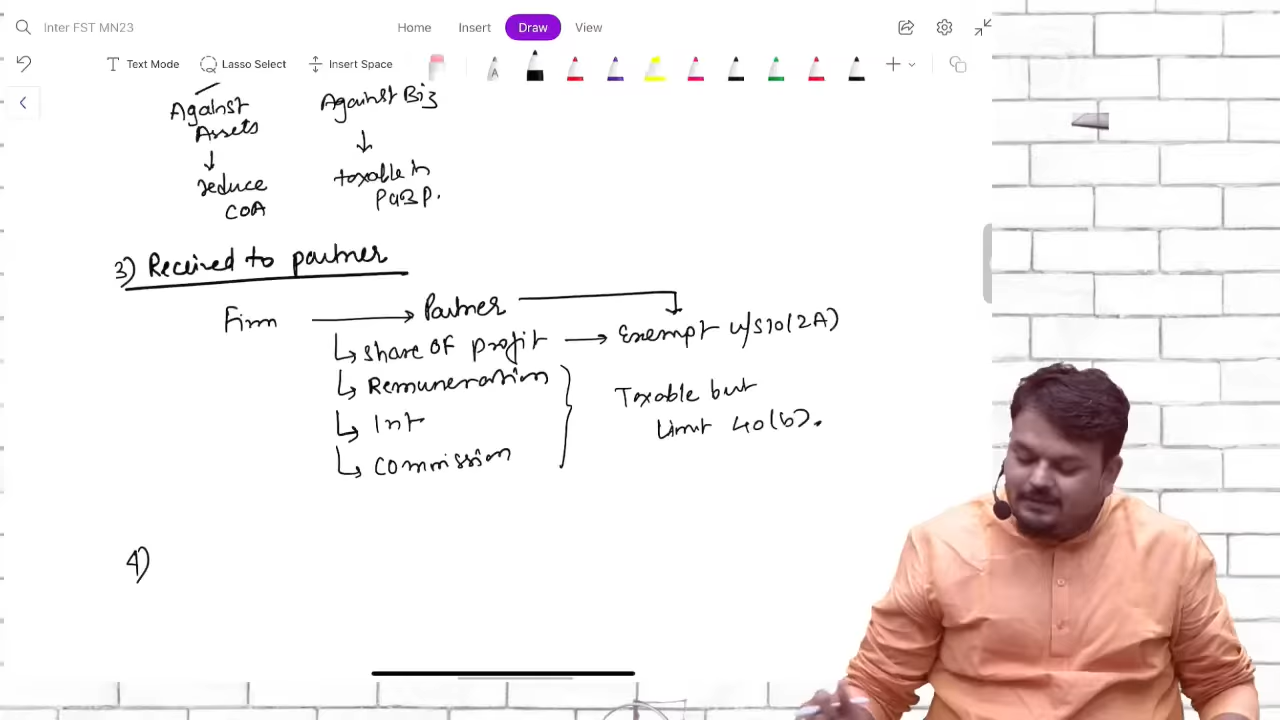 Inter FST MN23
Home Insert Draw View
Text Mode Lasso Select Insert Space
Against
Assets
↓
reduce
COA
Against Biz
↓
taxable in
PGBP.
3) Received to partner
Firm → Partner
↳ Share OF profit → Exempt u/s10(2A)
↳ Remuneration
↳ Int
↳ Commission
Taxable but
Limit 40(b).
4)